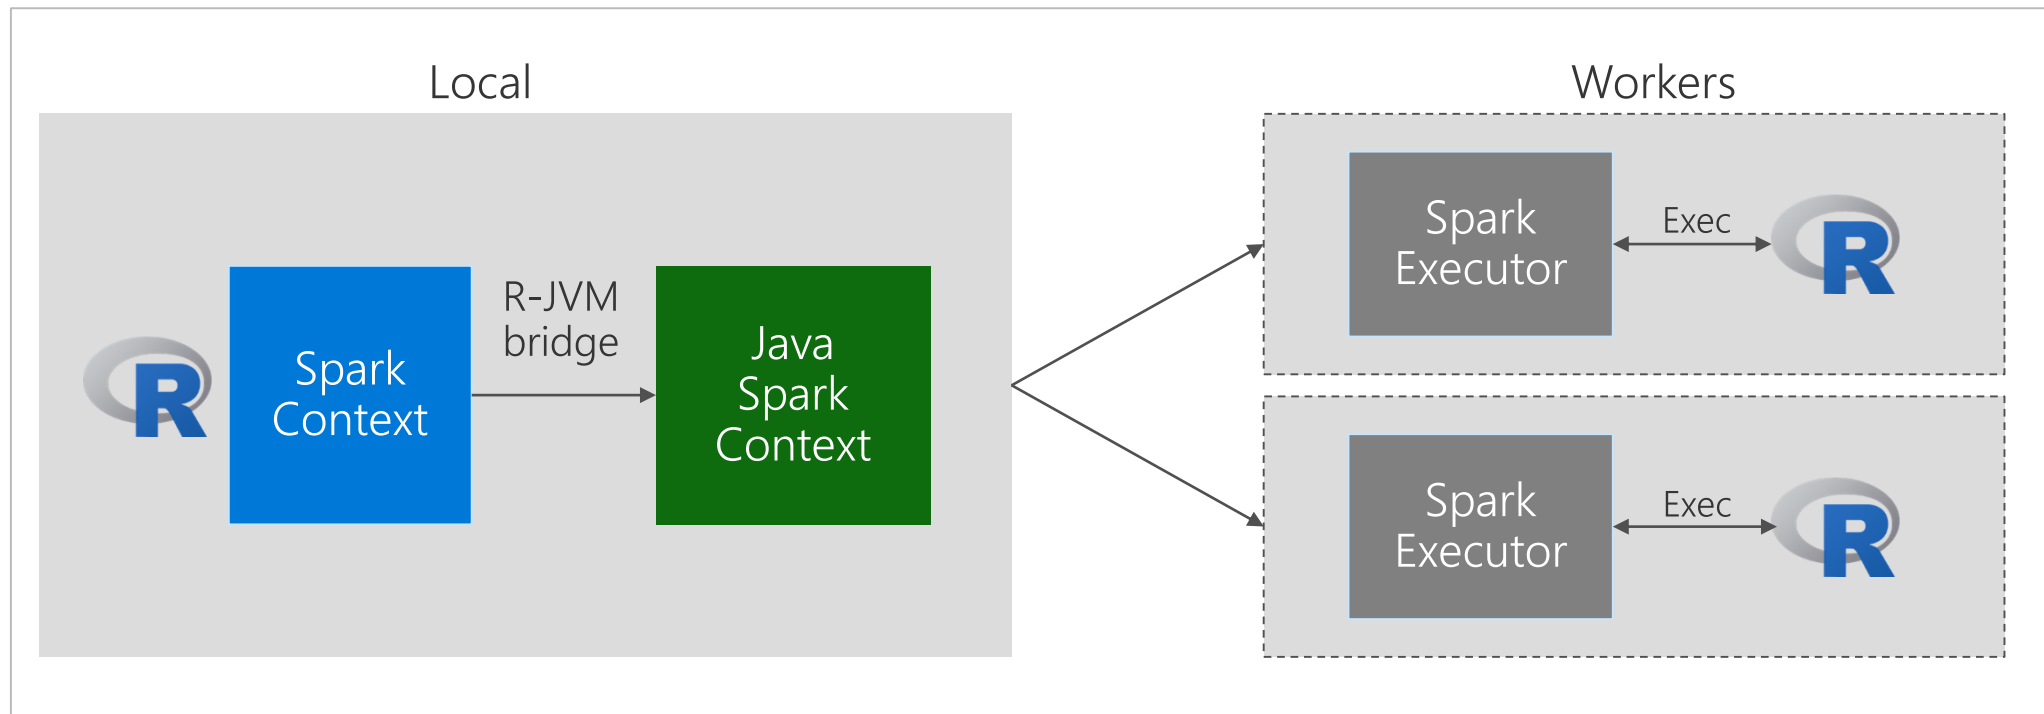 Local
Workers
R
Spark
Context
R-JVM
bridge
Java
Spark
Context
Spark
Executor
Exec
R
Spark
Executor
Exec
R